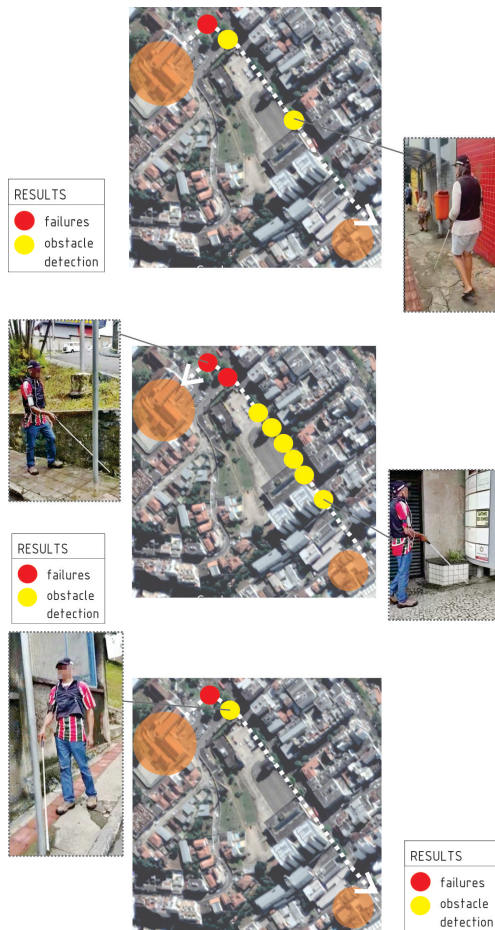 RESULTS
failures
obstacle
detection
RESULTS
failures
obstacle
detection
RESULTS
failures
obstacle
detection